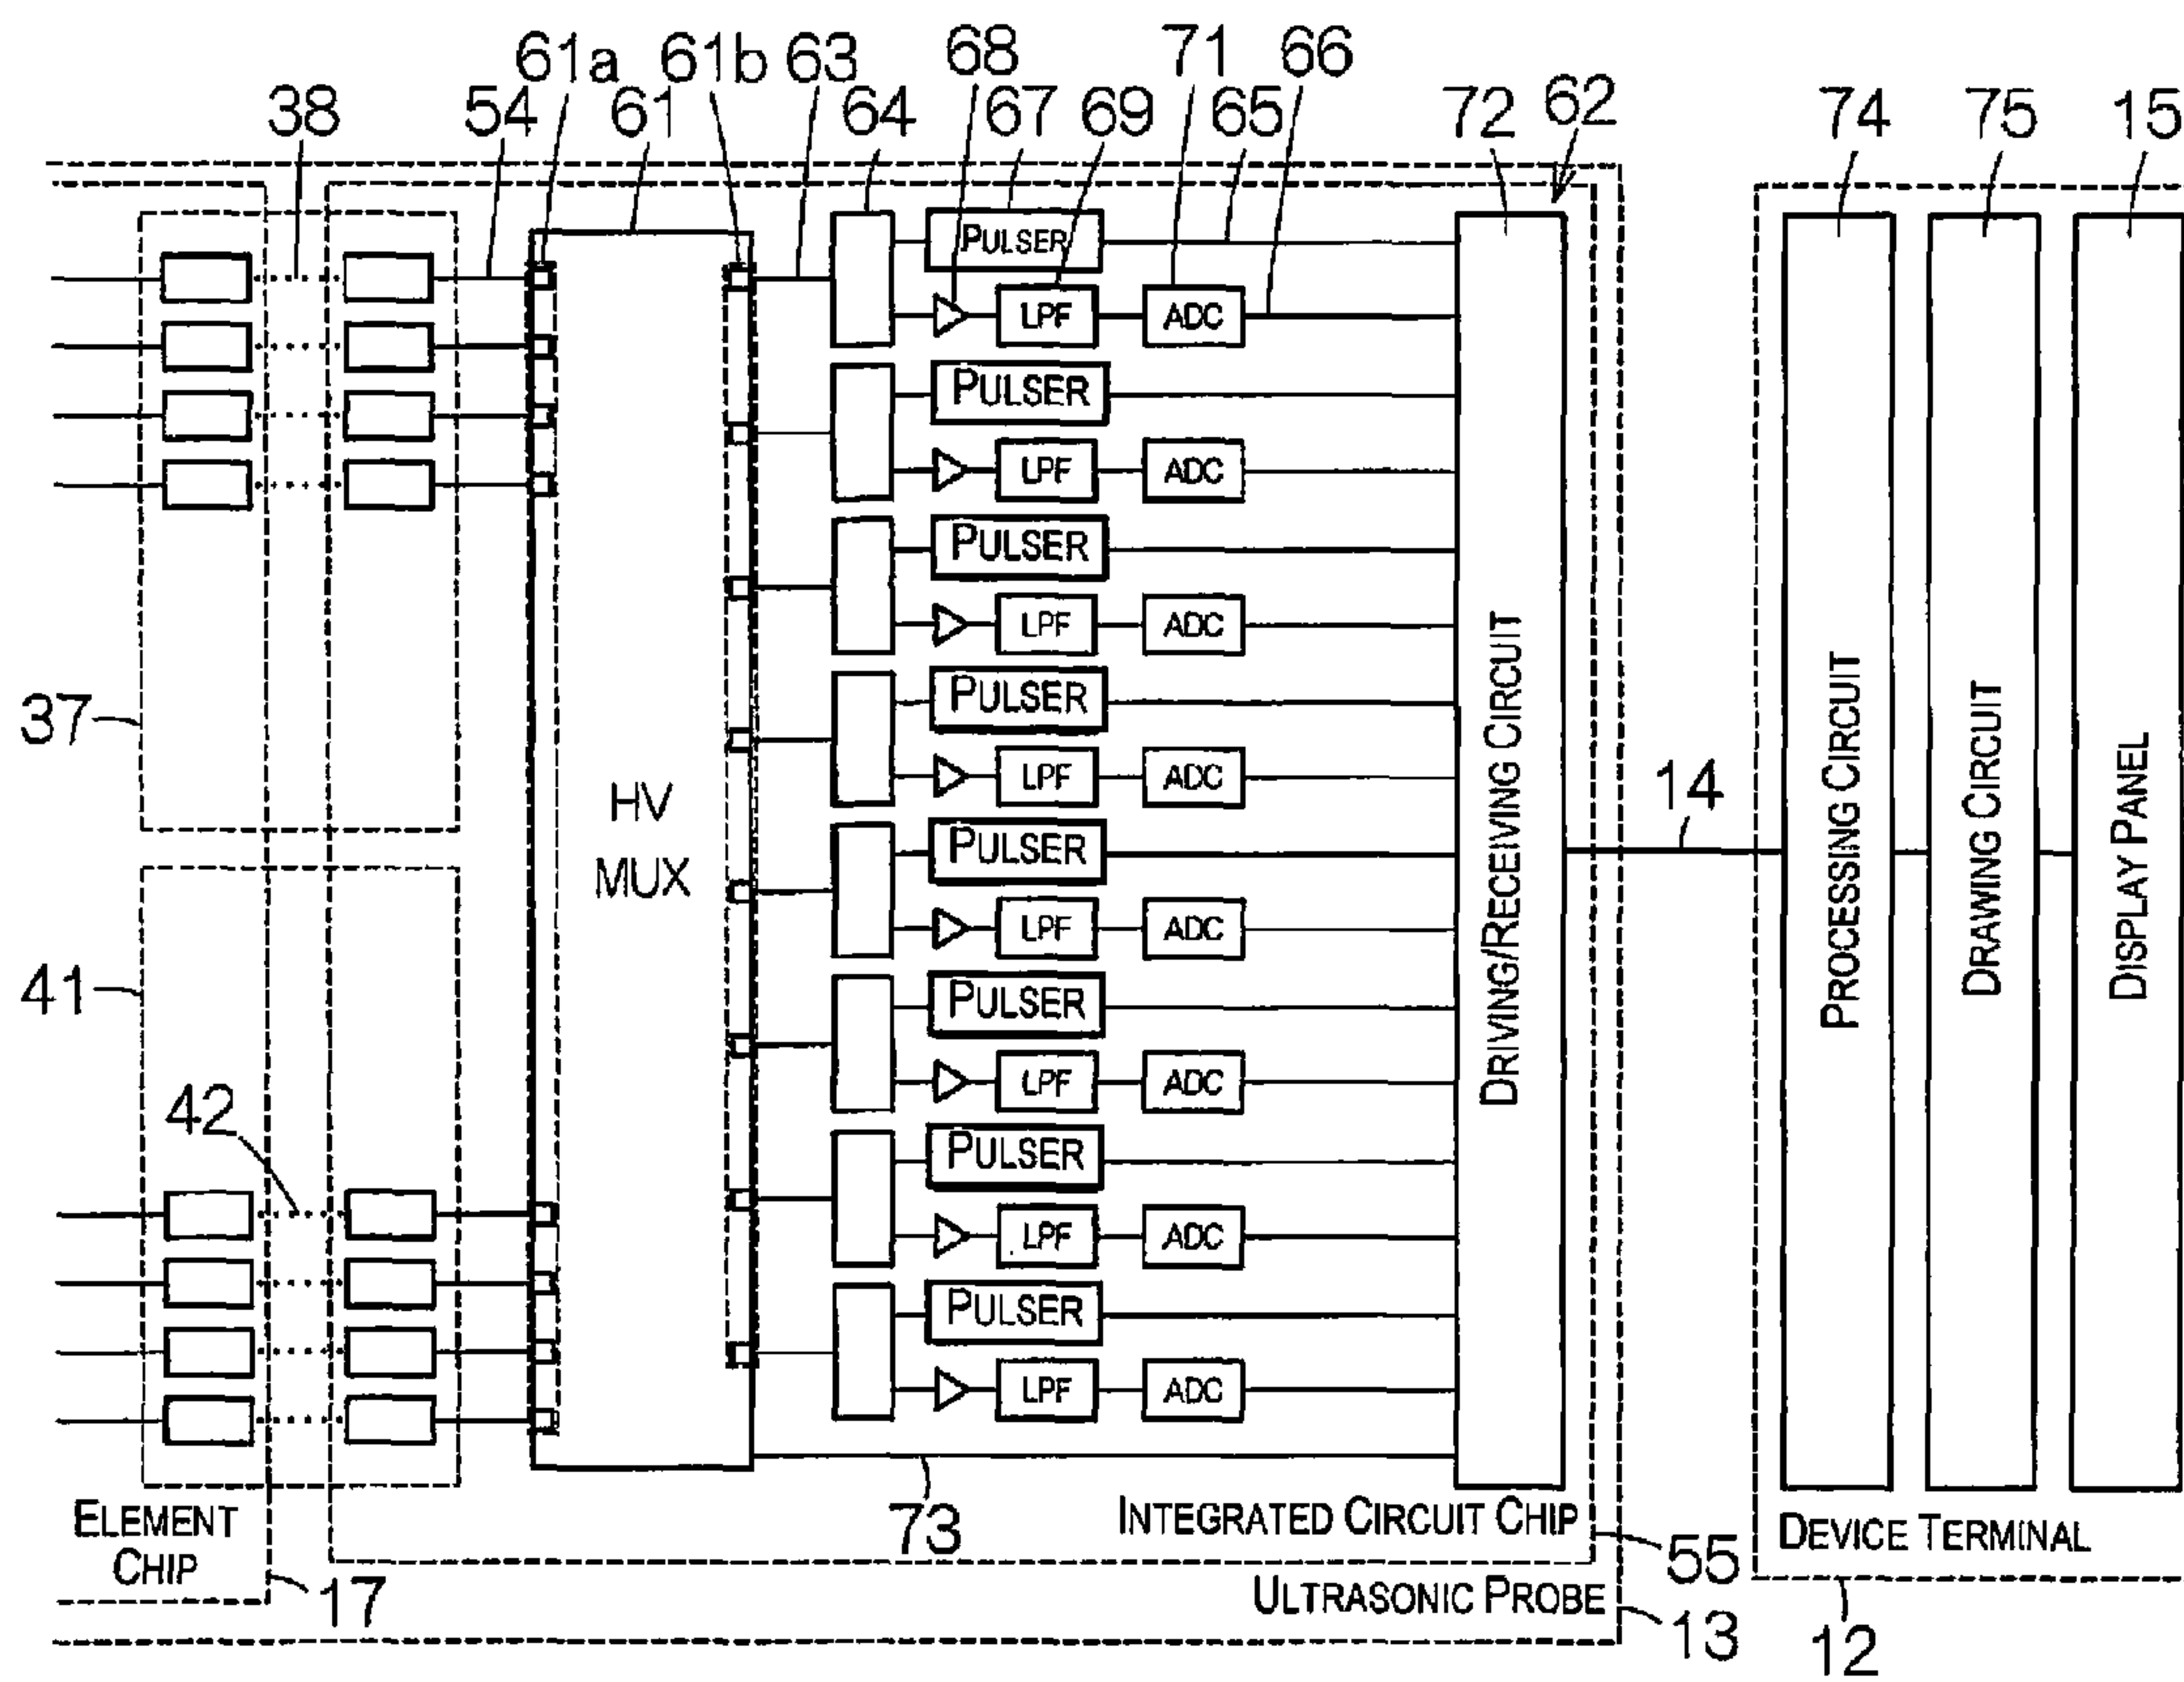 61a 61b 63 68 71 66
38 54 61 64 67 69 65 72 62 74 75 15
PULSER
LPF ADC
PULSER
LPF ADC
PULSER
LPF ADC
PULSER
LPF ADC
PULSER
LPF ADC
PULSER
LPF ADC
PULSER
LPF ADC
PULSER
LPF ADC
HV
MUX
37
41
42
DRIVING/RECEIVING CIRCUIT
14
PROCESSING CIRCUIT
DRAWING CIRCUIT
DISPLAY PANEL
ELEMENT
CHIP
17
73
INTEGRATED CIRCUIT CHIP
55
ULTRASONIC PROBE
13
DEVICE TERMINAL
12